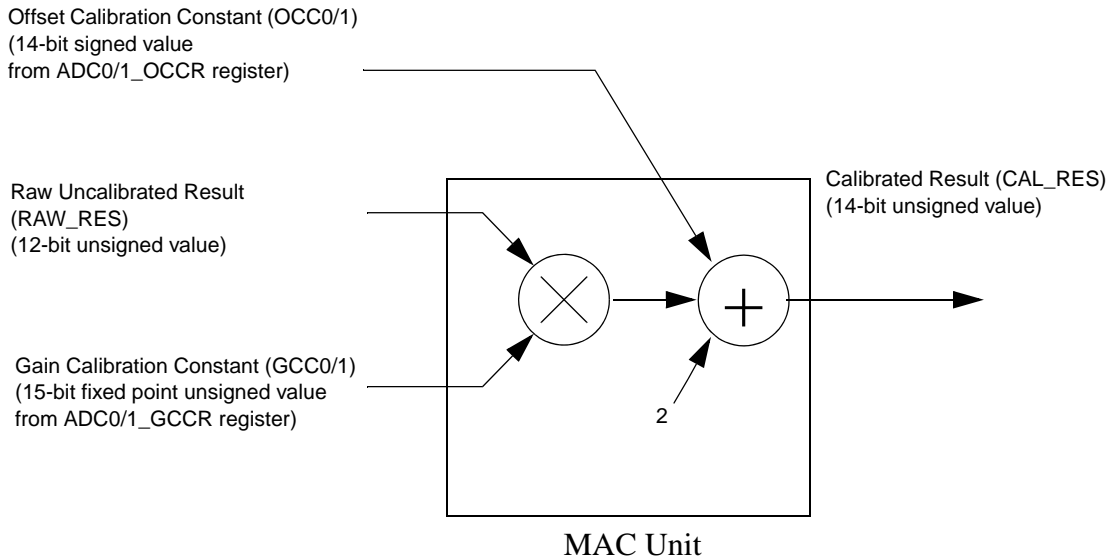 Offset Calibration Constant (OCC0/1)
(14-bit signed value
from ADC0/1_OCCR register)
Raw Uncalibrated Result
(RAW_RES)
(12-bit unsigned value)
Calibrated Result (CAL_RES)
(14-bit unsigned value)
Gain Calibration Constant (GCC0/1)
(15-bit fixed point unsigned value
from ADC0/1_GCCR register)
+
2
MAC Unit